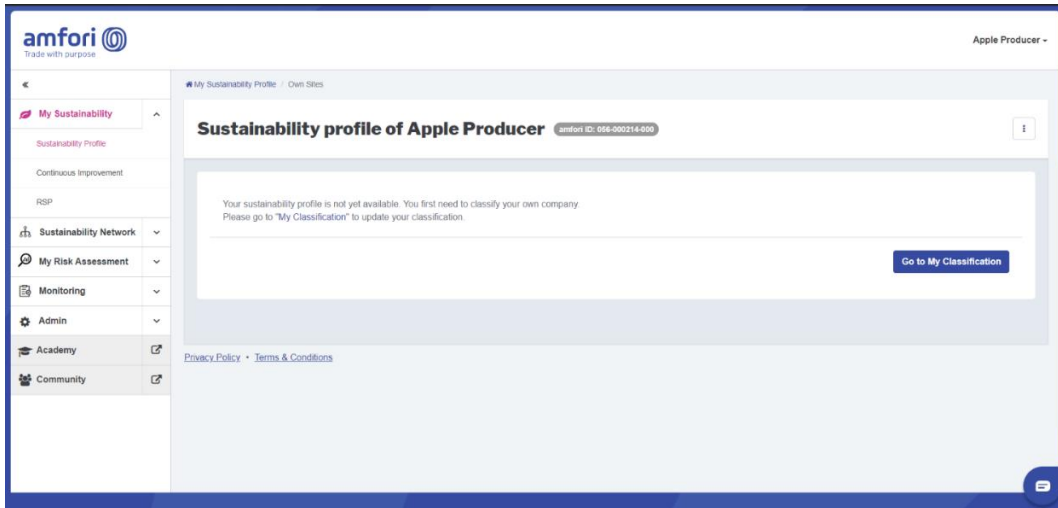 amfori
Trade with purpose
Apple Producer
My Sustainability Profile / Own Sites
My Sustainability
Sustainability profile of Apple Producer amfori ID: 056-000214-000
Sustainability Profile
Continuous Improvement
RSP
Your sustainability profile is not yet available. You first need to classify your own company.
Please go to "My Classification" to update your classification.
Sustainability Network
My Risk Assessment
Go to My Classification
Monitoring
Admin
Academy
Privacy Policy • Terms & Conditions
Community